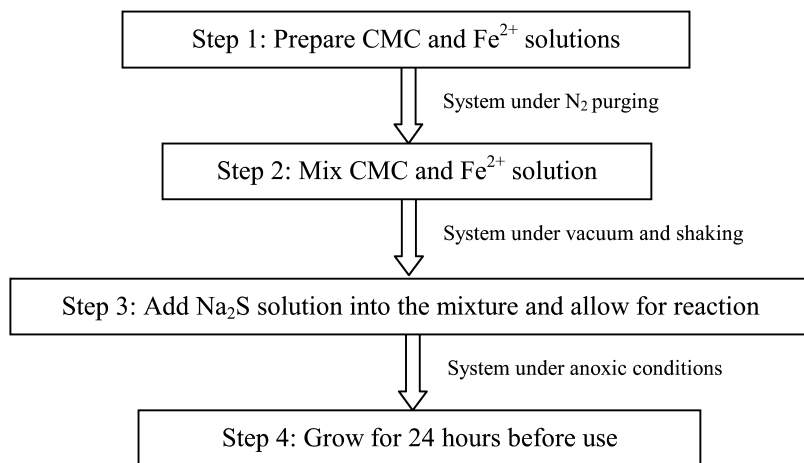 Step 1: Prepare CMC and Fe²⁺ solutions
System under N₂ purging
Step 2: Mix CMC and Fe²⁺ solution
System under vacuum and shaking
Step 3: Add Na₂S solution into the mixture and allow for reaction
System under anoxic conditions
Step 4: Grow for 24 hours before use